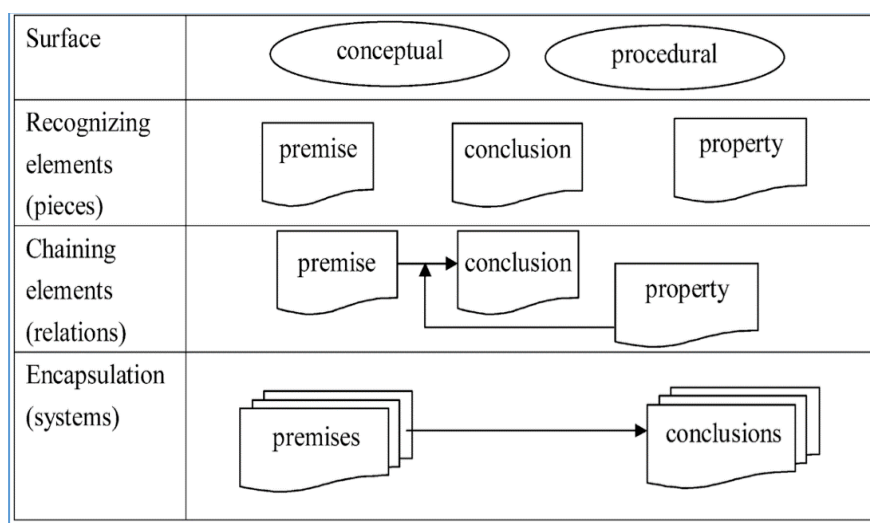 Surface
conceptual
procedural
Recognizing
elements
(pieces)
premise
conclusion
property
Chaining
elements
(relations)
premise
conclusion
property
Encapsulation
(systems)
premises
conclusions